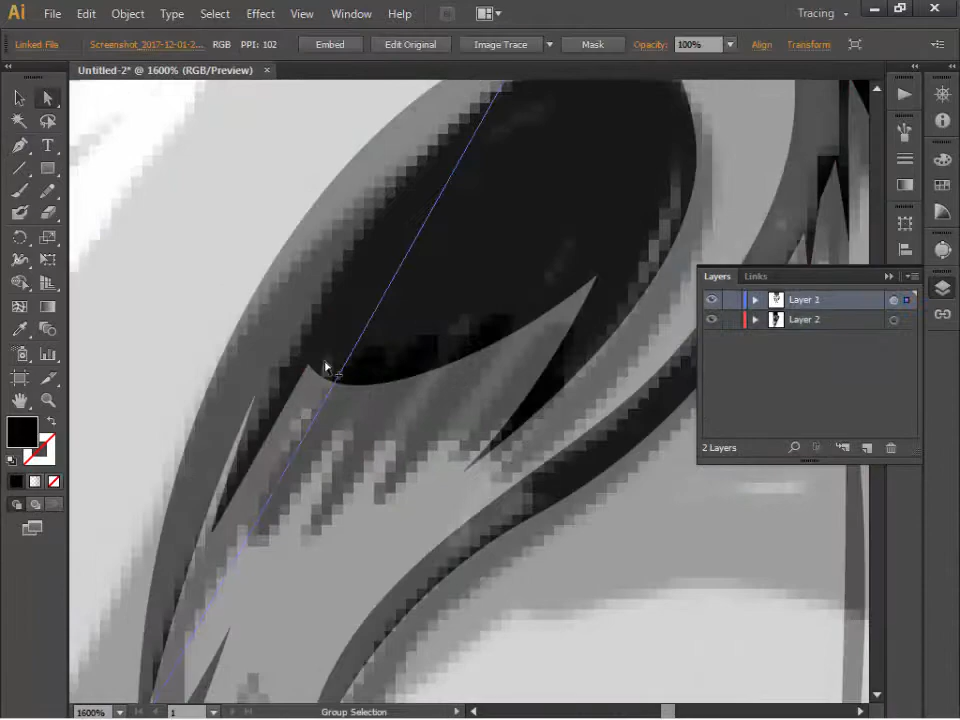 Ai File Edit Object Type Select Effect View Window Help Tracing
Linked File Screenshot_2017-12-01-2... RGB PPI: 102 Embed Edit Original Image Trace Mask Opacity: 100% Align Transform
Untitled-2* @ 1600% (RGB/Preview) ×
T
Layers Links
Layer 1
Layer 2
2 Layers
1600% 1 Group Selection